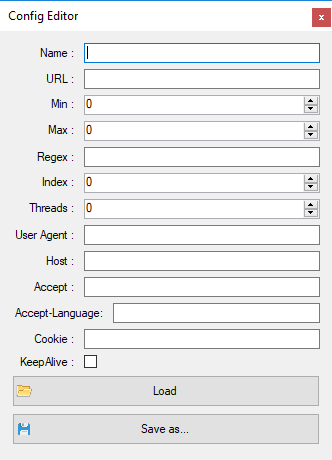 Config Editor x
Name :
URL :
Min : 0
Max : 0
Regex :
Index : 0
Threads : 0
User Agent :
Host :
Accept :
Accept-Language:
Cookie :
KeepAlive :
Load
Save as...